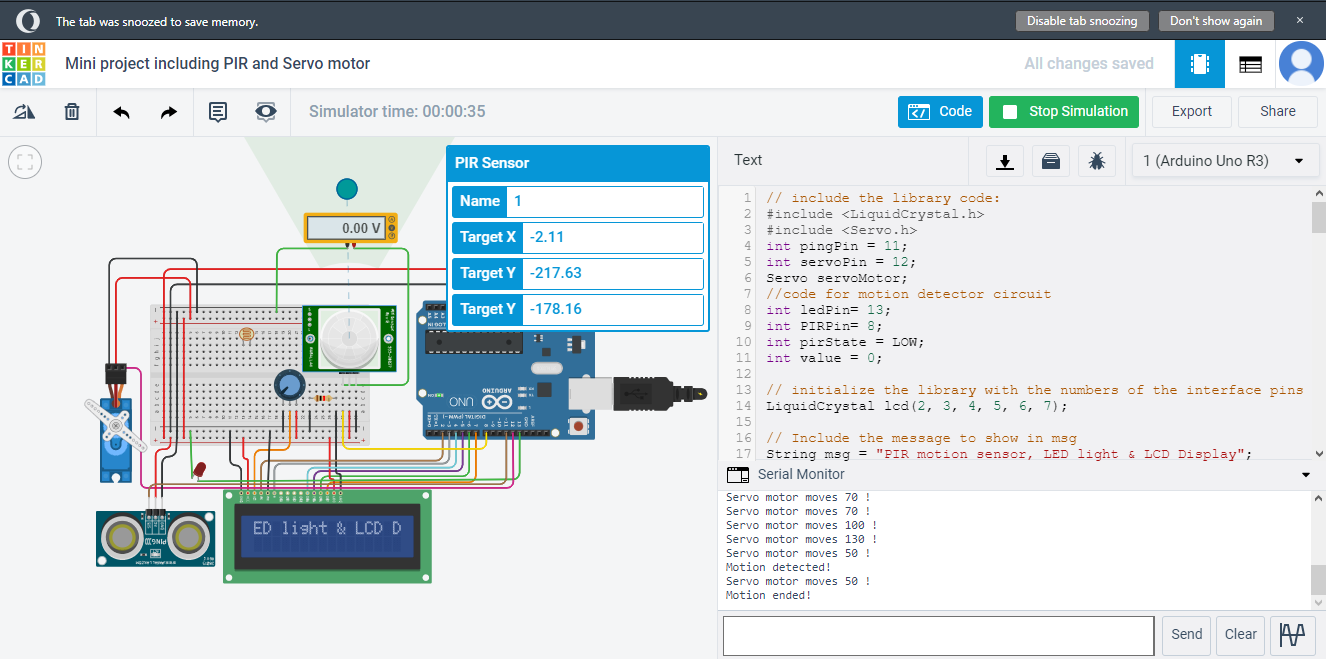 The tab was snoozed to save memory.
Disable tab snoozing
Don't show again
TIN
KER
CAD
Mini project including PIR and Servo motor
All changes saved
Simulator time: 00:00:35
Code
Stop Simulation
Export
Share
PIR Sensor
Name 1
Target X -2.11
Target Y -217.63
Target Y -178.16
0.00 V
UNO
ARDUINO
ED light & LCD D
Text
1 (Arduino Uno R3)
1 // include the library code:
2 #include <LiquidCrystal.h>
3 #include <Servo.h>
4 int pingPin = 11;
5 int servoPin = 12;
6 Servo servoMotor;
7 //code for motion detector circuit
8 int ledPin= 13;
9 int PIRPin= 8;
10 int pirState = LOW;
11 int value = 0;
12
13 // initialize the library with the numbers of the interface pins
14 LiquidCrystal lcd(2, 3, 4, 5, 6, 7);
15
16 // Include the message to show in msg
17 String msg = "PIR motion sensor, LED light & LCD Display";
Serial Monitor
Servo motor moves 70 !
Servo motor moves 70 !
Servo motor moves 100 !
Servo motor moves 130 !
Servo motor moves 50 !
Motion detected!
Servo motor moves 50 !
Motion ended!
Send
Clear